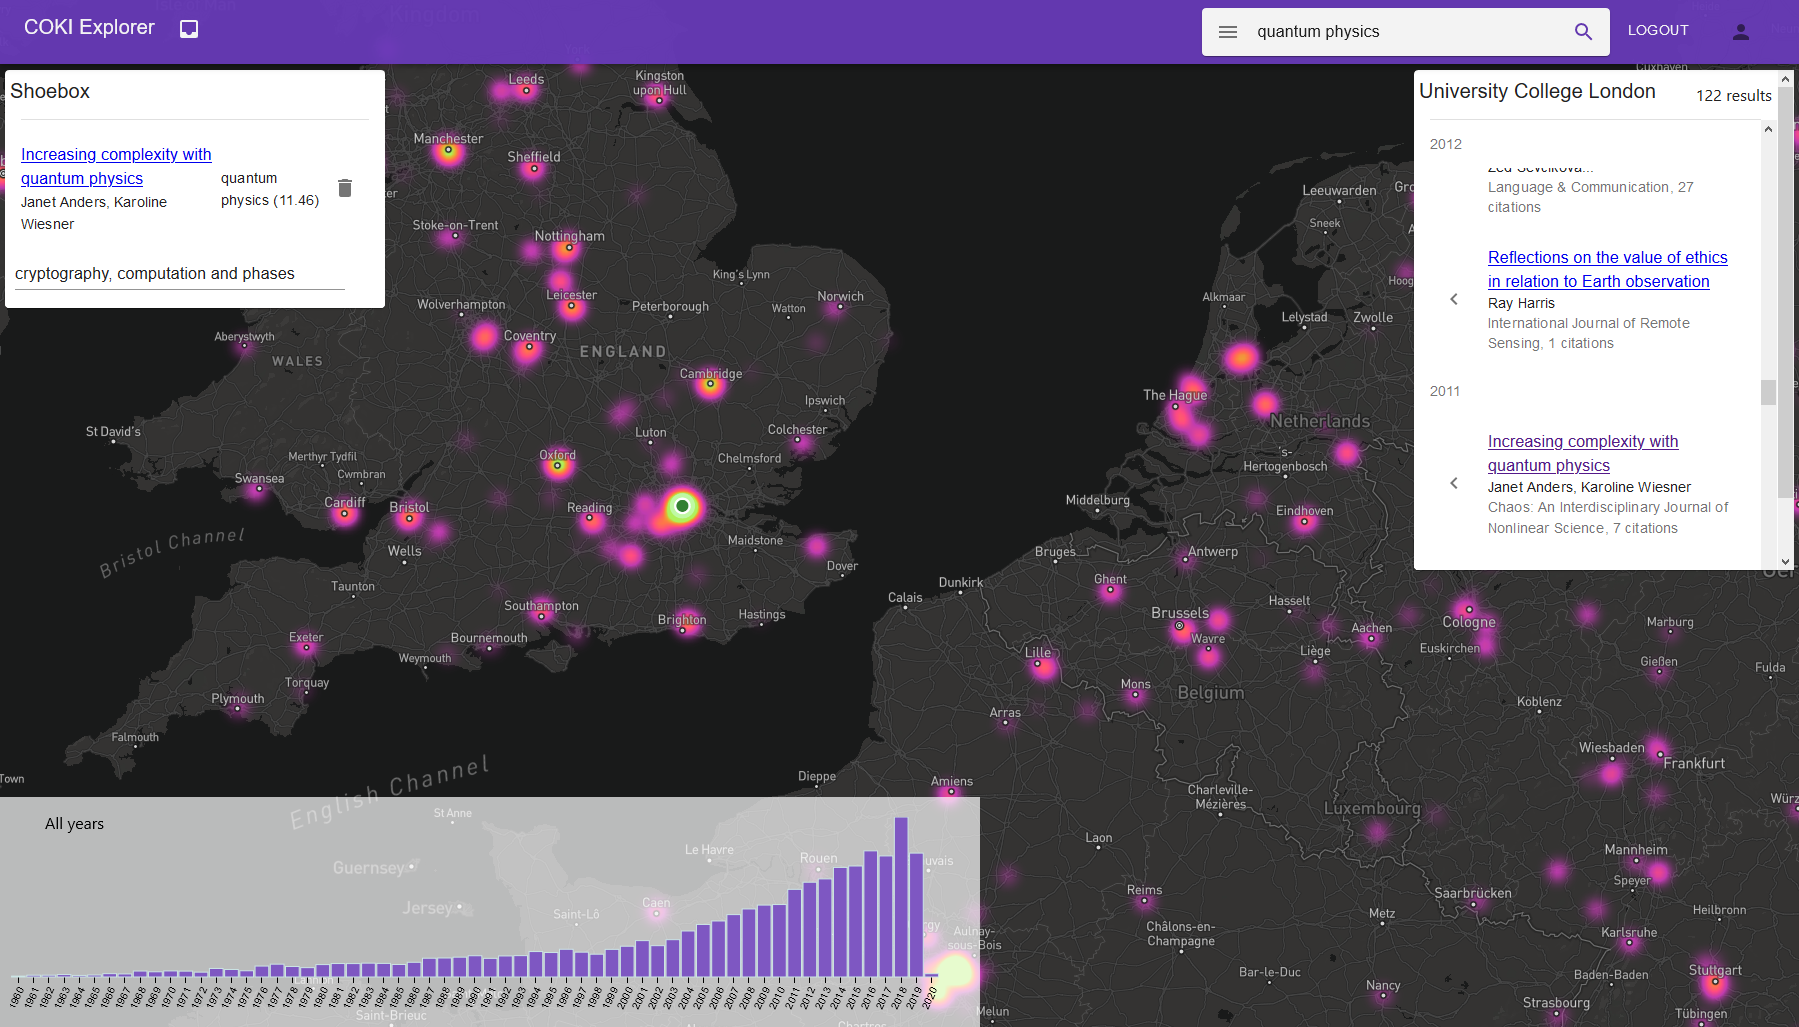 COKI Explorer
quantum physics
LOGOUT
Shoebox
Increasing complexity with
quantum physics
Janet Anders, Karoline
Wiesner
quantum
physics (11.46)
cryptography, computation and phases
University College London
122 results
2012
Language & Communication, 27
citations
Reflections on the value of ethics
in relation to Earth observation
Ray Harris
International Journal of Remote
Sensing, 1 citations
2011
Increasing complexity with
quantum physics
Janet Anders, Karoline Wiesner
Chaos: An Interdisciplinary Journal of
Nonlinear Science, 7 citations
Kingdom
Cuxhaven
Leeds
Kingston
upon Hull
Manchester
Sheffield
Stoke-on-Trent
Nottingham
King's Lynn
Leicester
Wolverhampton
Peterborough
Watton
Norwich
Aberystwyth
WALES
Coventry
ENGLAND
Cambridge
Ipswich
St David's
Luton
Colchester
Merthyr Tydfil
Cwmbran
Oxford
Chelmsford
Swansea
Cardiff
Bristol
Reading
Bristol Channel
Wells
Maidstone
Dover
Taunton
Southampton
Brighton
Hastings
Exeter
Bournemouth
Weymouth
Torquay
Plymouth
Falmouth
Town
English Channel
Leeuwarden
Gro
Sneek
Alkmaar
Hoog
Lelystad
Zwolle
The Hague
Netherlands
's-
Hertogenbosch
Middelburg
Eindhoven
Bruges
Antwerp
Dunkirk
Ghent
Calais
Hasselt
Brussels
Cologne
Marburg
Aachen
Wavre
Lille
Liège
Euskirchen
Gießen
Fulda
Mons
Belgium
Koblenz
Arras
Wiesbaden
Frankfurt
Dieppe
Amiens
Charleville-
Mézières
Luxembourg
Würz
Laon
Mannheim
Speyer
Reims
Saarbrücken
Metz
Heilbronn
Châlons-en-
Champagne
Karlsruhe
Bar-le-Duc
Baden-Baden
Stuttgart
Nancy
Strasbourg
Tübingen
Melun
All years
St Anne
Le Havre
Rouen
uvais
Guernsey
Jersey
Saint-Lô
Caen
rgy
Aulnay-
sous-Bois
Saint-Brieuc
Chartres
1960 1961 1962 1963 1964 1965 1966 1967 1968 1969 1970 1971 1972 1973 1974 1975 1976 1977 1978 1979 1980 1981 1982 1983 1984 1985 1986 1987 1988 1989 1990 1991 1992 1993 1994 1995 1996 1997 1998 1999 2000 2001 2002 2003 2004 2005 2006 2007 2008 2009 2010 2011 2012 2013 2014 2015 2016 2017 2018 2019 2020